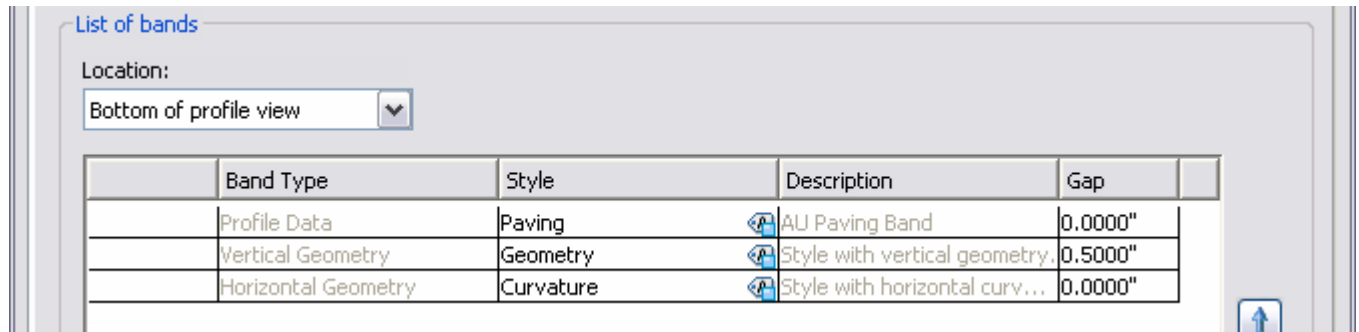 List of bands
Location:
Bottom of profile view
Band Type Style Description Gap
Profile Data Paving AU Paving Band 0.0000"
Vertical Geometry Geometry Style with vertical geometry. 0.5000"
Horizontal Geometry Curvature Style with horizontal curv... 0.0000"